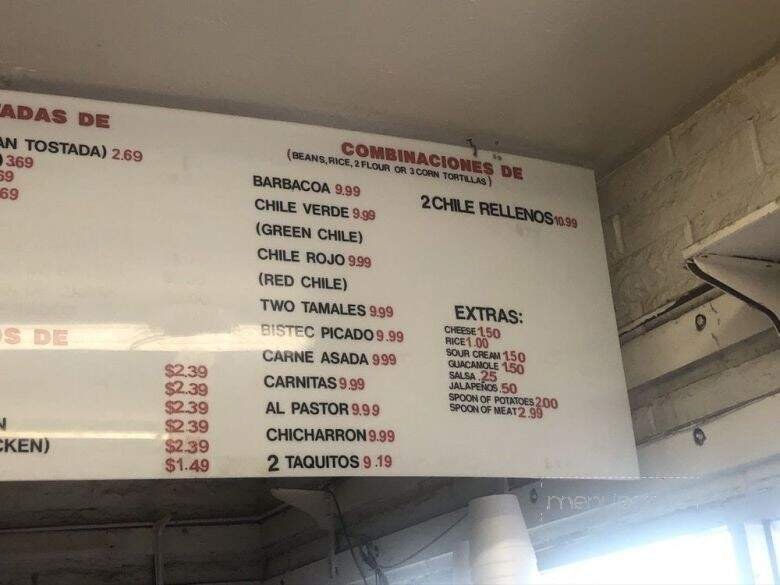 ADAS DE
AN TOSTADA) 2.69
) 369
69
69
S DE
$2.39
$2.39
$2.39
N $2.39
CKEN) $2.39
$1.49
COMBINACIONES DE
(BEANS, RICE, 2 FLOUR OR 3 CORN TORTILLAS)
BARBACOA 9.99
CHILE VERDE 9.99
(GREEN CHILE)
CHILE ROJO 9.99
(RED CHILE)
TWO TAMALES 9.99
BISTEC PICADO 9.99
CARNE ASADA 999
CARNITAS 9.99
AL PASTOR 9.99
CHICHARRON 9.99
2 TAQUITOS 9.19
2 CHILE RELLENOS 10.99
EXTRAS:
CHEESE 1.50
RICE 1.00
SOUR CREAM 1.50
GUACAMOLE 1.50
SALSA .25
JALAPEÑOS .50
SPOON OF POTATOES 2.00
SPOON OF MEAT 2.99